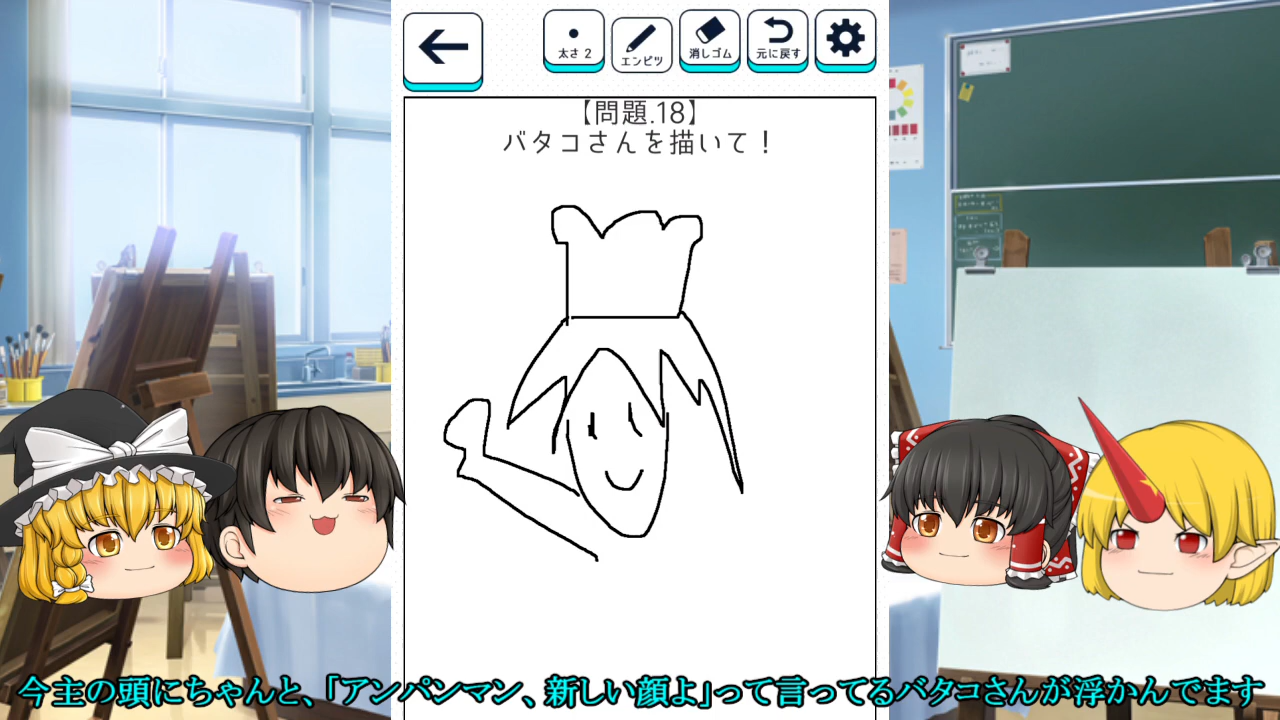 太さ 2
エンピツ
消しゴム
元に戻す
【問題.18】
バタコさんを描いて！
今主の頭にちゃんと、「アンパンマン、新しい顔よ」って言ってるバタコさんが浮かんでます